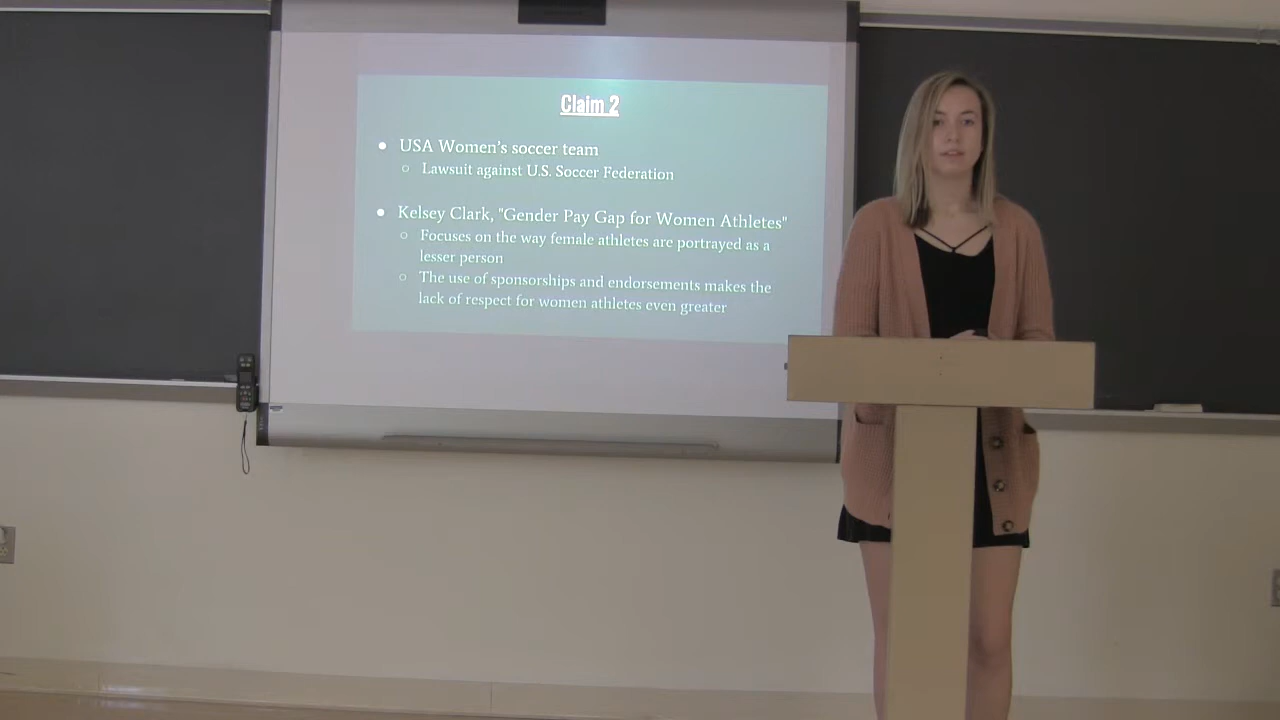 Claim 2
● USA Women's soccer team
○ Lawsuit against U.S. Soccer Federation
● Kelsey Clark, "Gender Pay Gap for Women Athletes"
○ Focuses on the way female athletes are portrayed as a
lesser person
○ The use of sponsorships and endorsements makes the
lack of respect for women athletes even greater